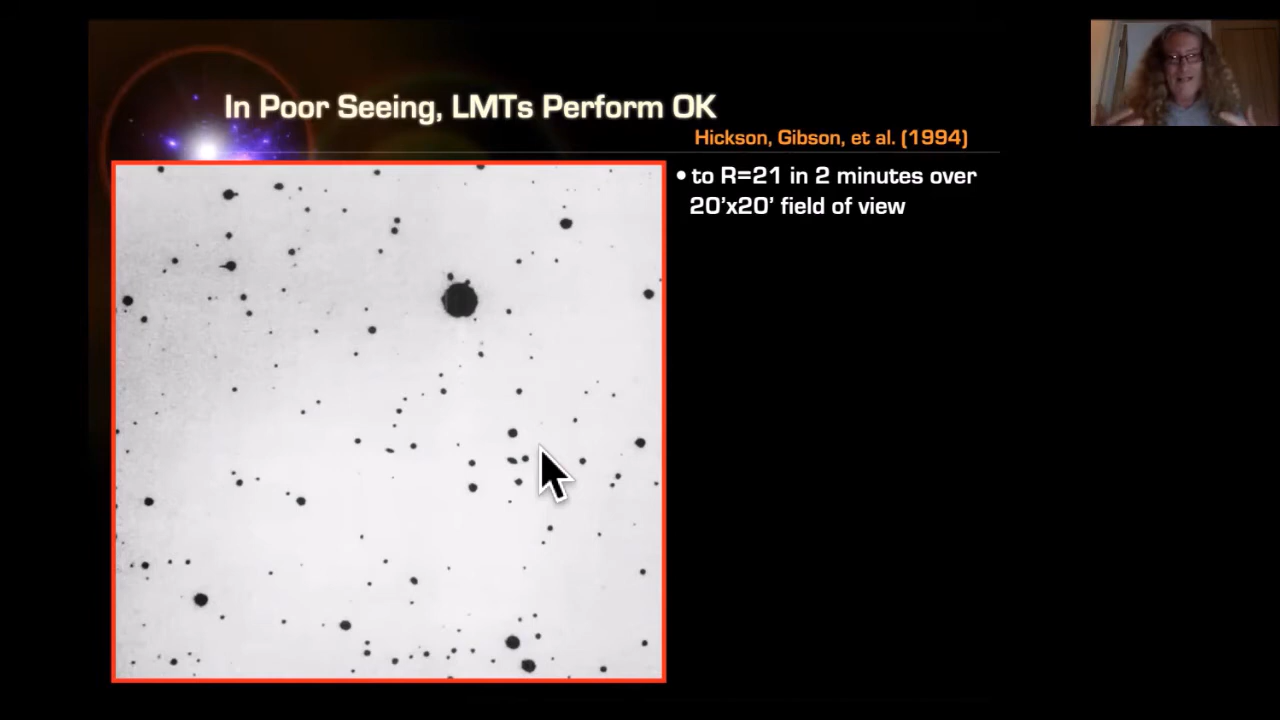 In Poor Seeing, LMTs Perform OK
Hickson, Gibson, et al. (1994)
• to R=21 in 2 minutes over
20’x20’ field of view